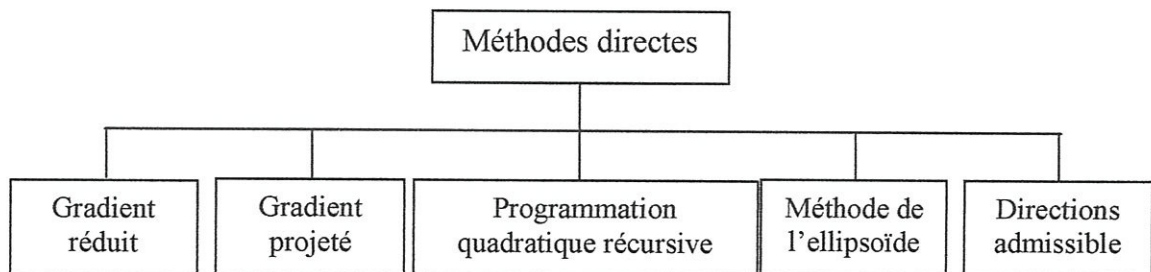 Méthodes directes
Gradient
réduit
Gradient
projeté
Programmation
quadratique récursive
Méthode de
l'ellipsoïde
Directions
admissible